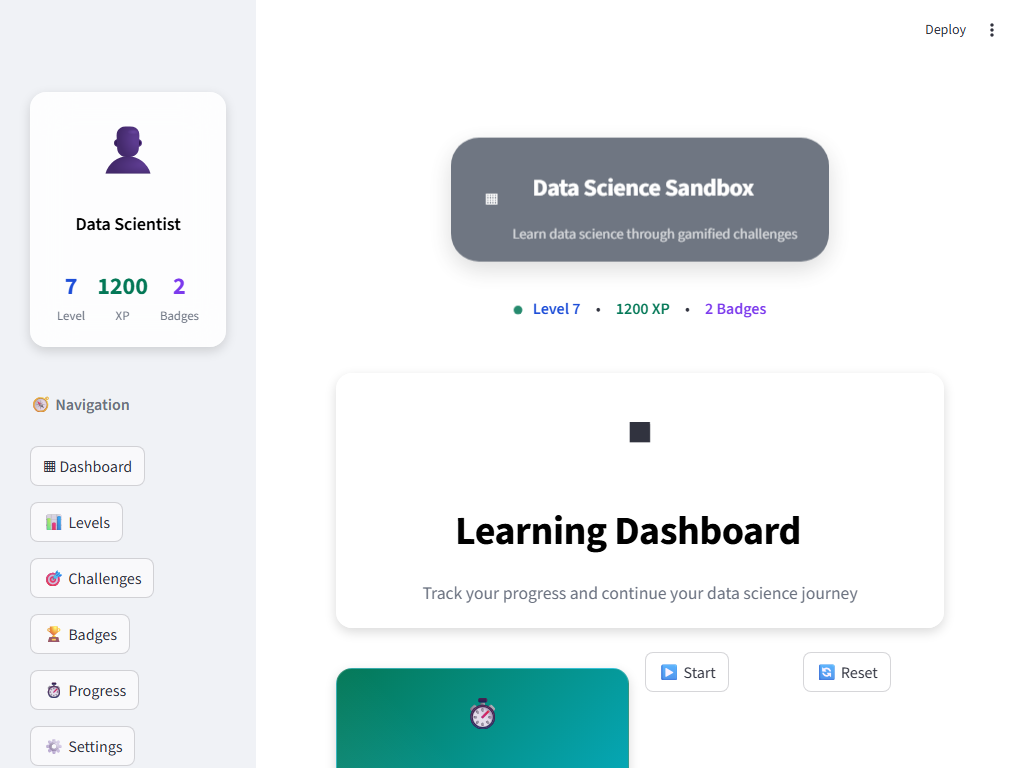 Deploy
Data Scientist
7 1200 2
Level XP Badges
Navigation
Dashboard
Levels
Challenges
Badges
Progress
Settings
Data Science Sandbox
Learn data science through gamified challenges
Level 7 • 1200 XP • 2 Badges
Learning Dashboard
Track your progress and continue your data science journey
Start
Reset